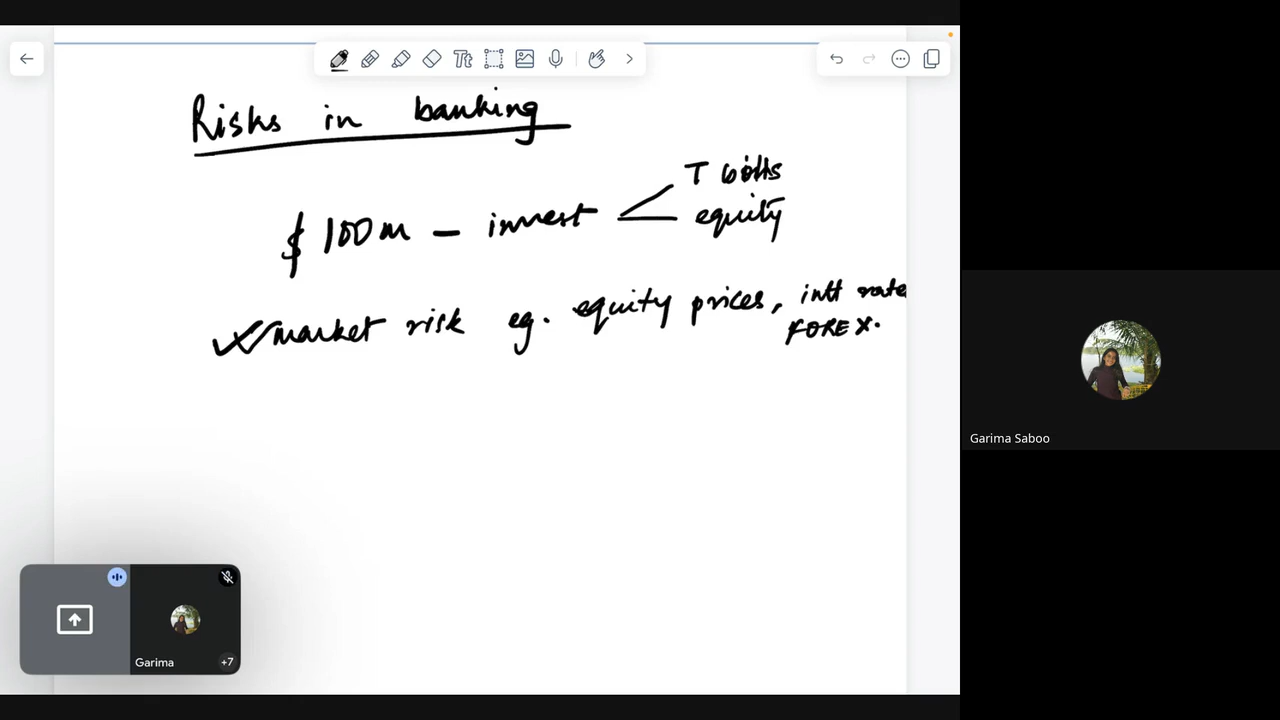 Tt
Risks in banking
T bills
$100m - invest
equity
market risk eg. equity prices, intt rate
FOREX.
Garima Saboo
Garima
+7